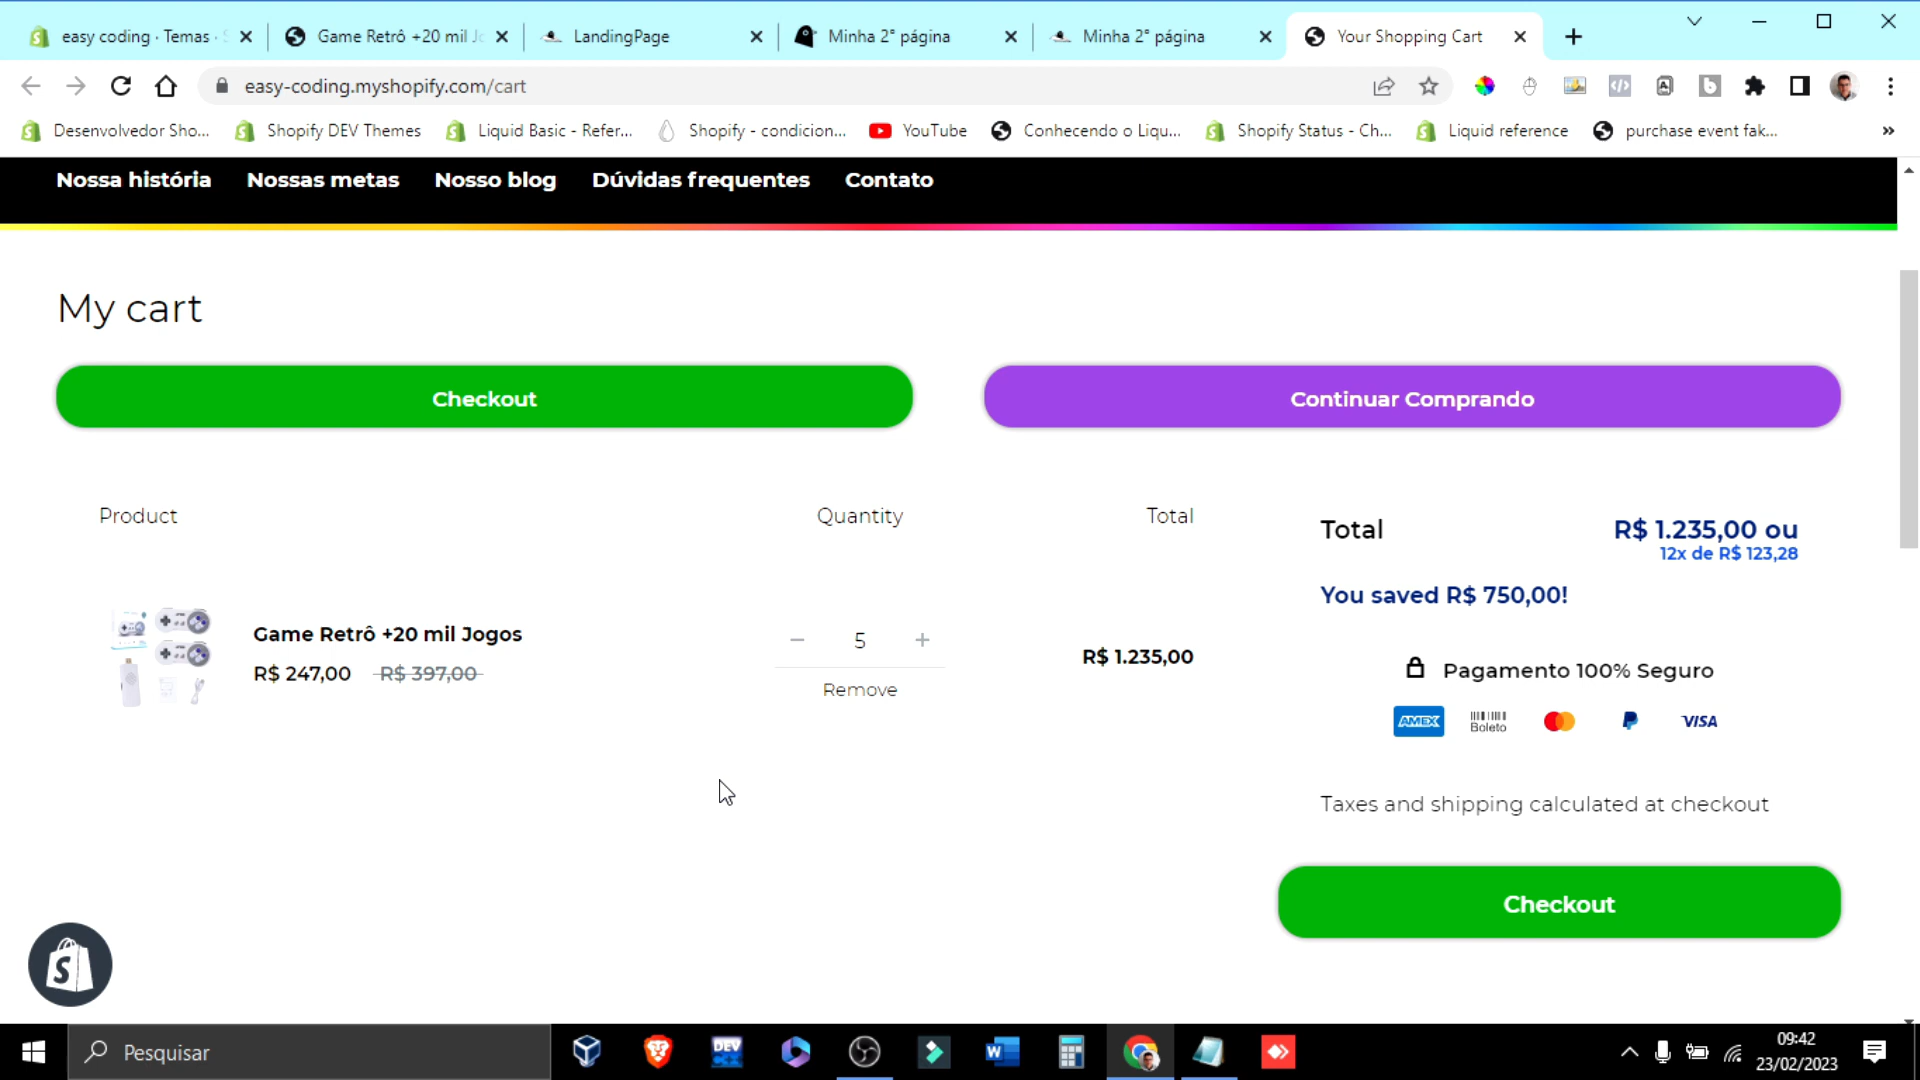 easy coding · Temas ·
Game Retrô +20 mil Jo
LandingPage
Minha 2° página
Minha 2° página
Your Shopping Cart
easy-coding.myshopify.com/cart
Desenvolvedor Sho...
Shopify DEV Themes
Liquid Basic - Refer...
Shopify - condicion...
YouTube
Conhecendo o Liqu...
Shopify Status - Ch...
Liquid reference
purchase event fak...
»
Nossa história
Nossas metas
Nosso blog
Dúvidas frequentes
Contato
My cart
Checkout
Continuar Comprando
Product
Quantity
Total
Game Retrô +20 mil Jogos
R$ 247,00 R$ 397,00
− 5 +
Remove
R$ 1.235,00
Total
R$ 1.235,00 ou
12x de R$ 123,28
You saved R$ 750,00!
Pagamento 100% Seguro
AMEX
Boleto
VISA
Taxes and shipping calculated at checkout
Checkout
Pesquisar
DEV
C++
W
09:42
23/02/2023